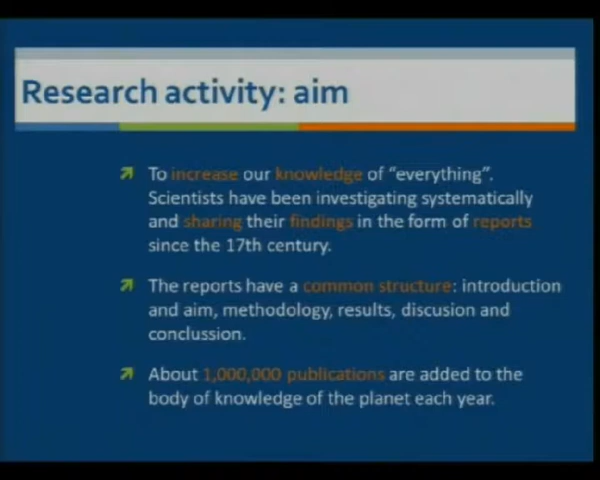 Research activity: aim
To increase our knowledge of “everything”.
Scientists have been investigating systematically
and sharing their findings in the form of reports
since the 17th century.
The reports have a common structure: introduction
and aim, methodology, results, discusion and
conclussion.
About 1,000,000 publications are added to the
body of knowledge of the planet each year.